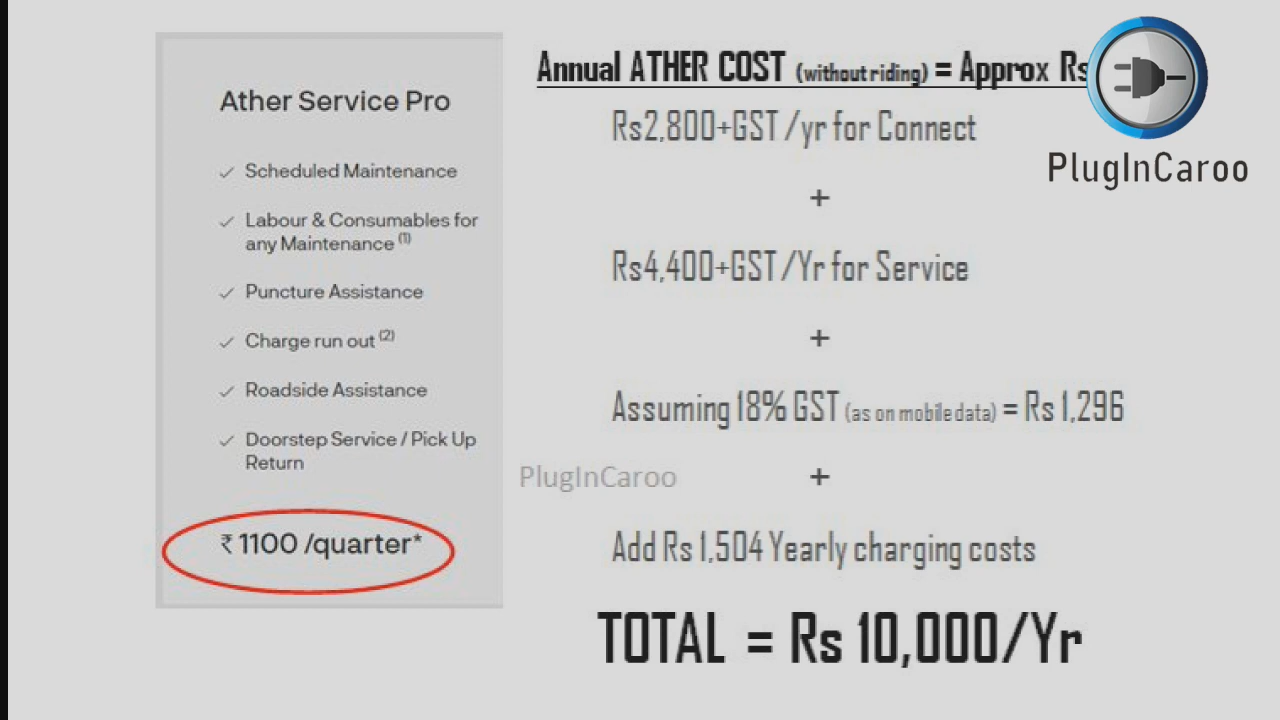 Ather Service Pro
✓ Scheduled Maintenance
✓ Labour & Consumables for
any Maintenance (1)
✓ Puncture Assistance
✓ Charge run out (2)
✓ Roadside Assistance
✓ Doorstep Service / Pick Up
Return
₹ 1100 /quarter*
Annual ATHER COST (without riding) = Approx Rs
Rs2,800+GST /yr for Connect
+
Rs4,400+GST /Yr for Service
+
Assuming 18% GST (as on mobile data) = Rs 1,296
+
Add Rs 1,504 Yearly charging costs
TOTAL = Rs 10,000/Yr
PlugInCaroo
PlugInCaroo